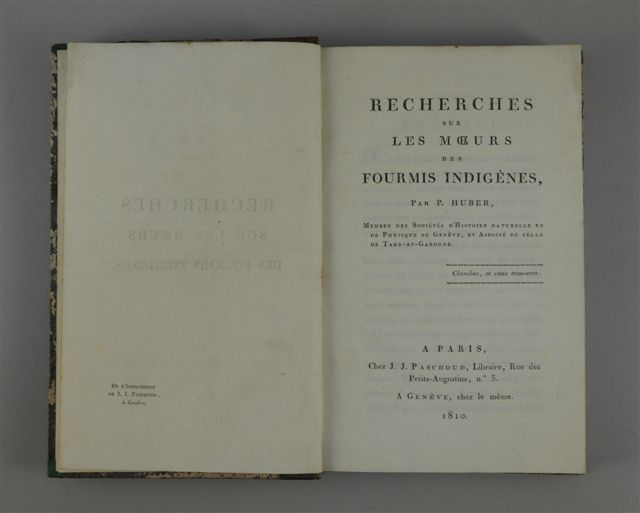 De l'Imprimerie
de J. J. Paschoud,
à Genève.
RECHERCHES
SUR
LES MŒURS
DES
FOURMIS INDIGÈNES,
Par P. HUBER,
Membre des Sociétés d'Histoire naturelle et
de Physique de Genève, et Associé de celle
de Tarn-et-Garonne.
Cherchez, et vous trouverez.
A PARIS,
Chez J. J. Paschoud, Libraire, Rue des
Petits-Augustins, n.° 3.
A Genève, chez le même.
1810.